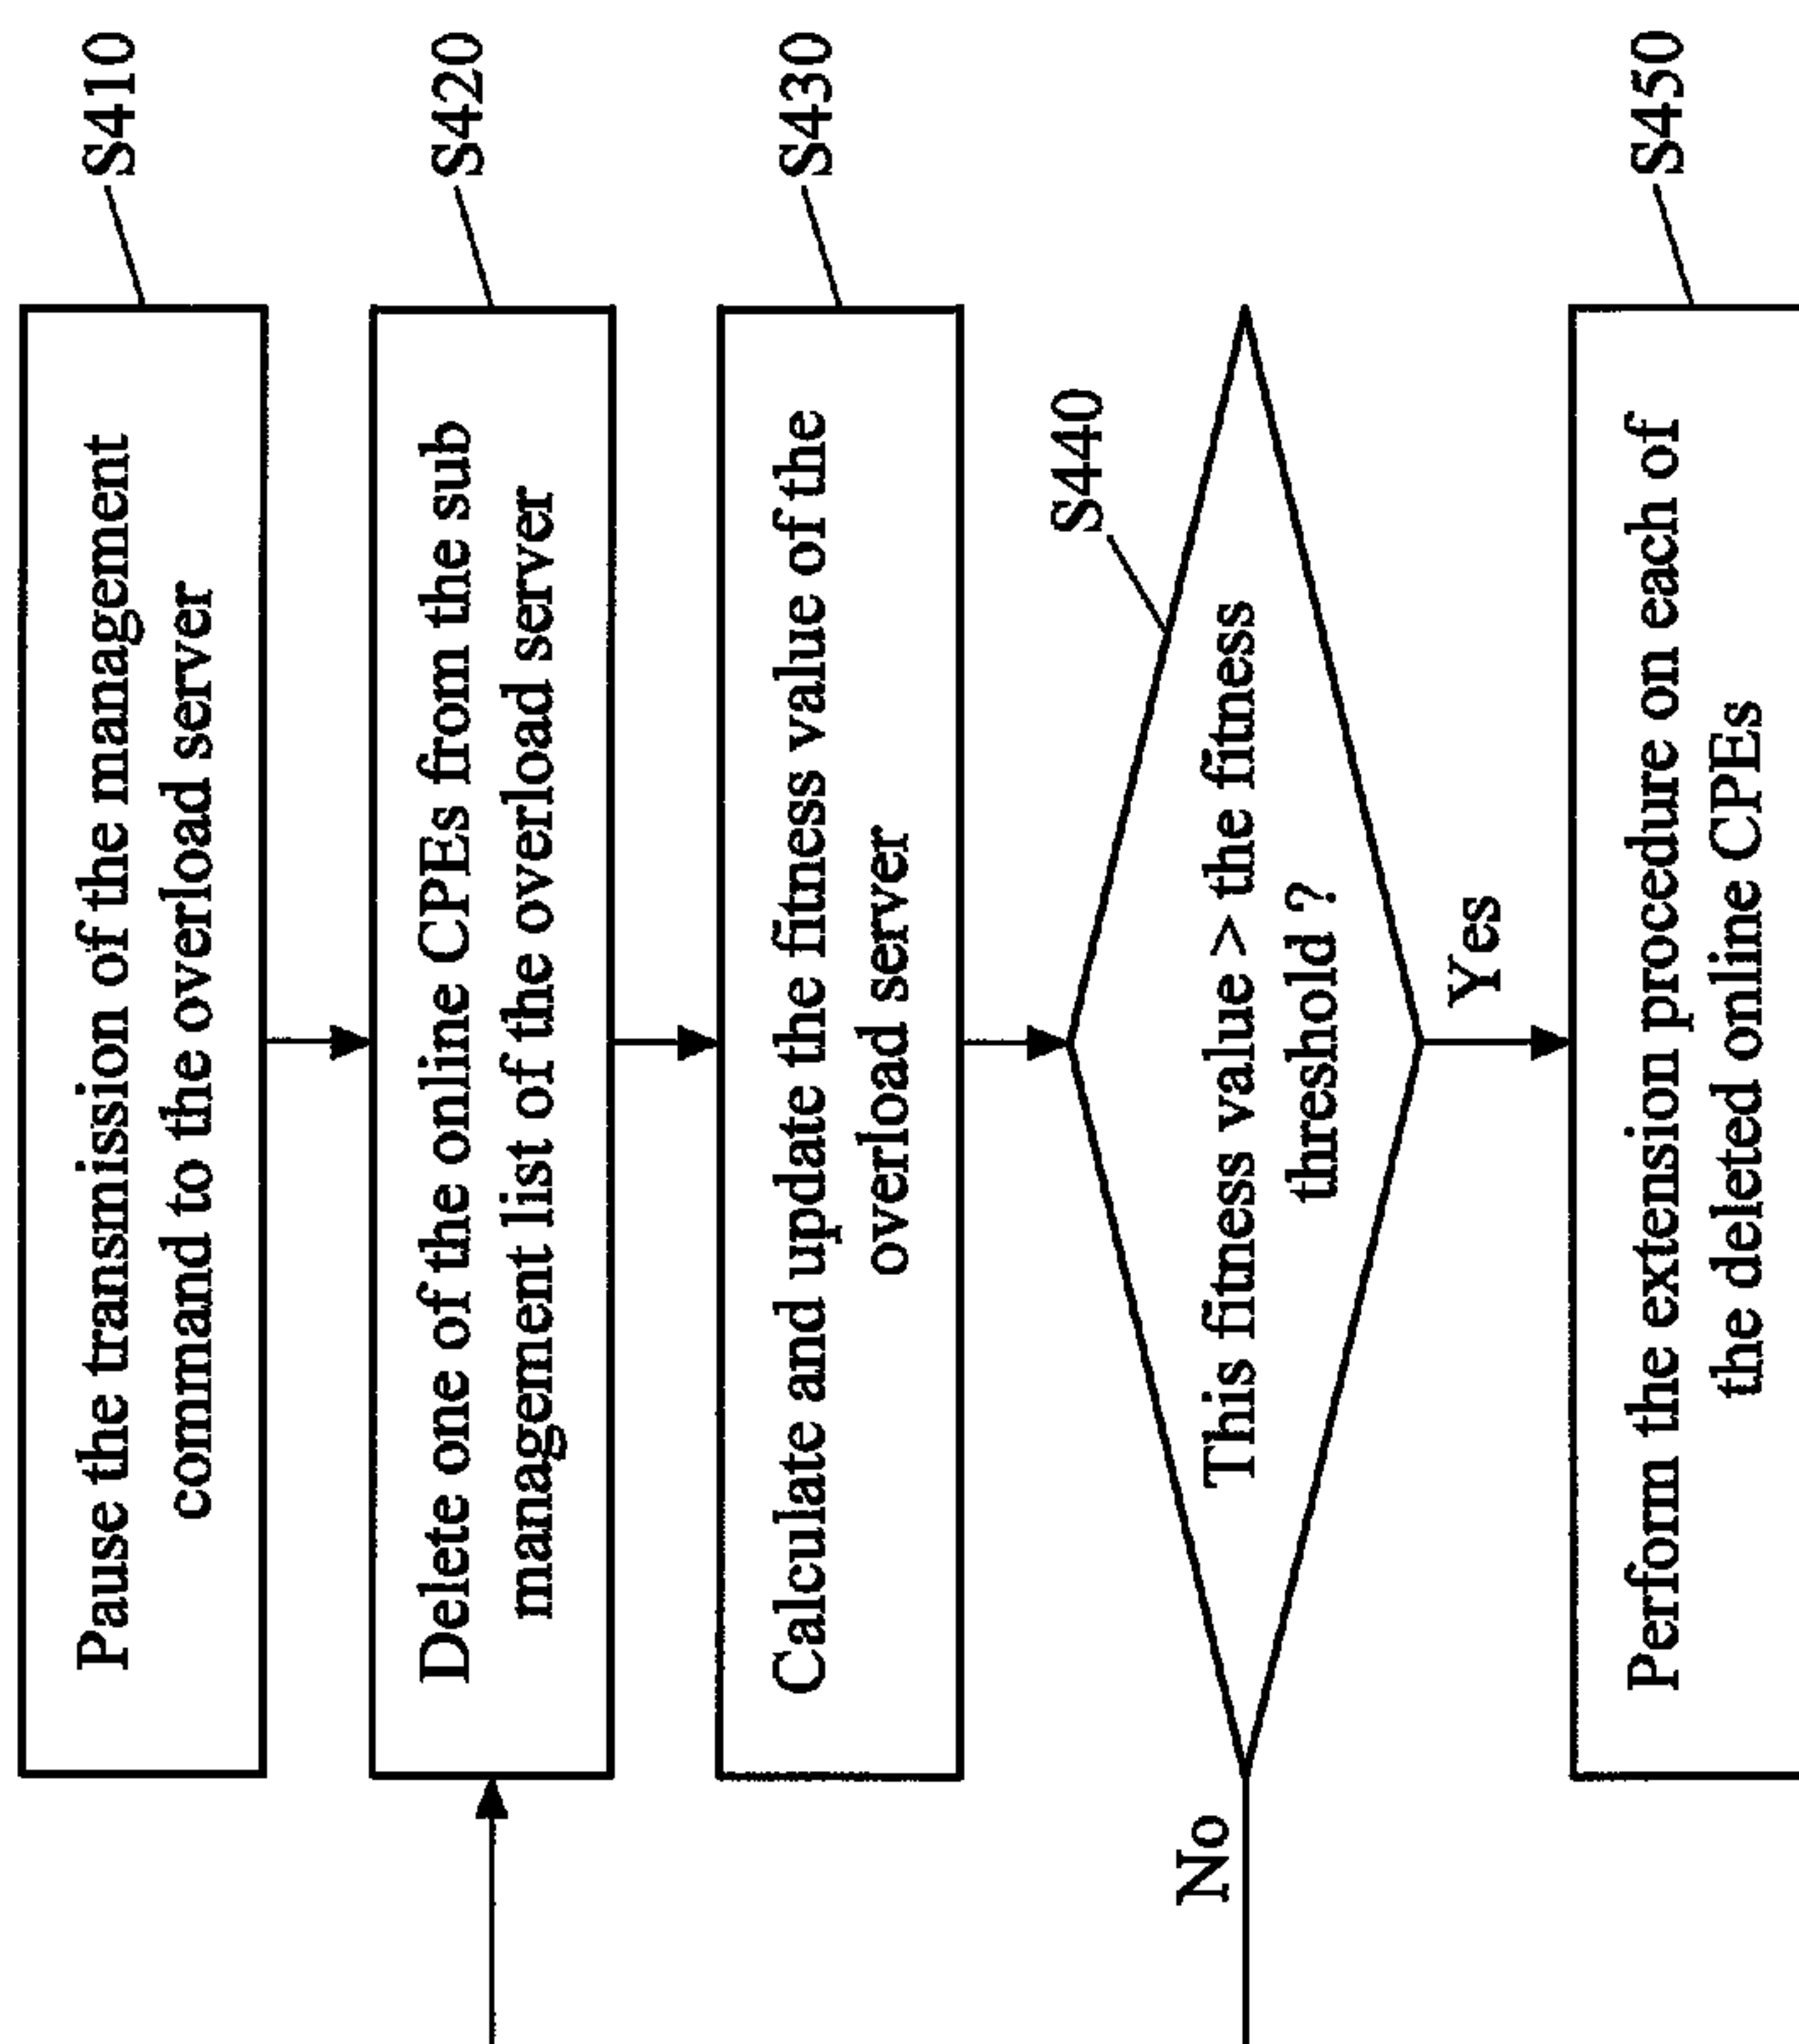 S410
Pause the transmission of the management
command to the overload server
S420
Delete one of the online CPEs from the sub
management list of the overload server
S430
Calculate and update the fitness value of the
overload server
S440
This fitness value > the fitness
threshold ?
No
Yes
S450
Perform the extension procedure on each of
the deleted online CPEs